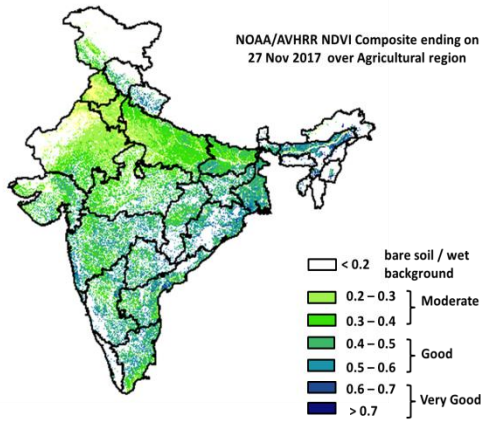 NOAA/AVHRR NDVI Composite ending on
27 Nov 2017 over Agricultural region
< 0.2 bare soil / wet
background
0.2 – 0.3
Moderate
0.3 – 0.4
0.4 – 0.5
Good
0.5 – 0.6
0.6 – 0.7
Very Good
> 0.7